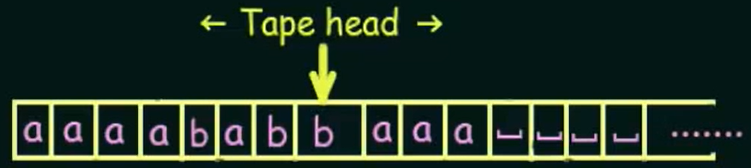 ← Tape head →
a a a a b a b b a a a ⎵ ⎵ ⎵ ⎵ .......